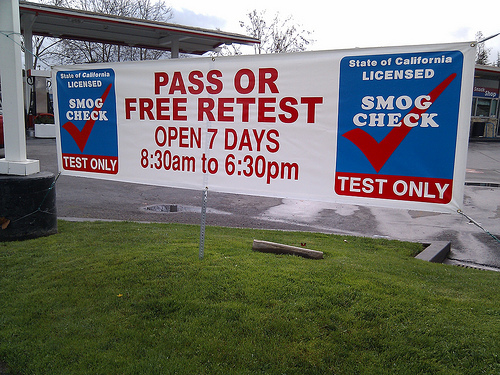 State of California
LICENSED
SMOG
CHECK
TEST ONLY
PASS OR
FREE RETEST
OPEN 7 DAYS
8:30am to 6:30pm
State of California
LICENSED
SMOG
CHECK
TEST ONLY
Shop